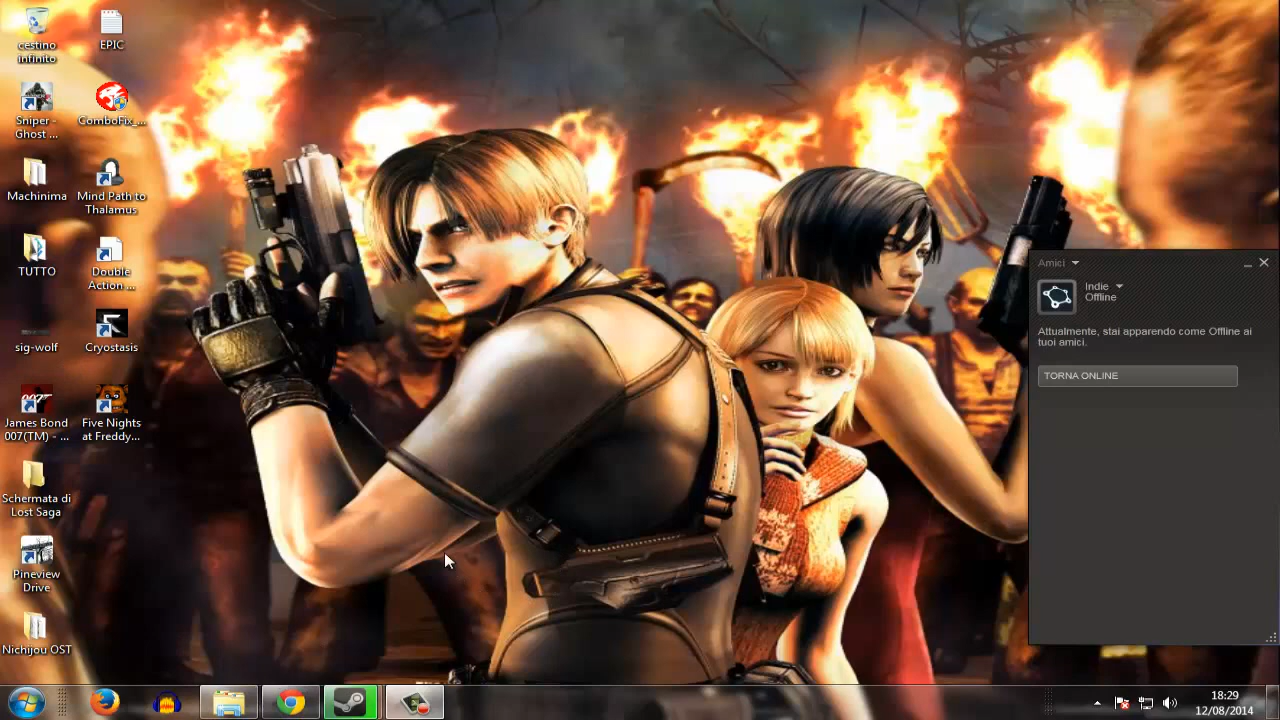 cestino
infinito
EPIC
Sniper -
Ghost ...
ComboFix_...
Machinima
Mind Path to
Thalamus
TUTTO
Double
Action ...
sig-wolf
Cryostasis
007
James Bond
007(TM) - ...
Five Nights
at Freddy...
Schermata di
Lost Saga
Pineview
Drive
Nichijou OST
Amici
Indie
Offline
Attualmente, stai apparendo come Offline ai
tuoi amici.
TORNA ONLINE
18:29
12/08/2014